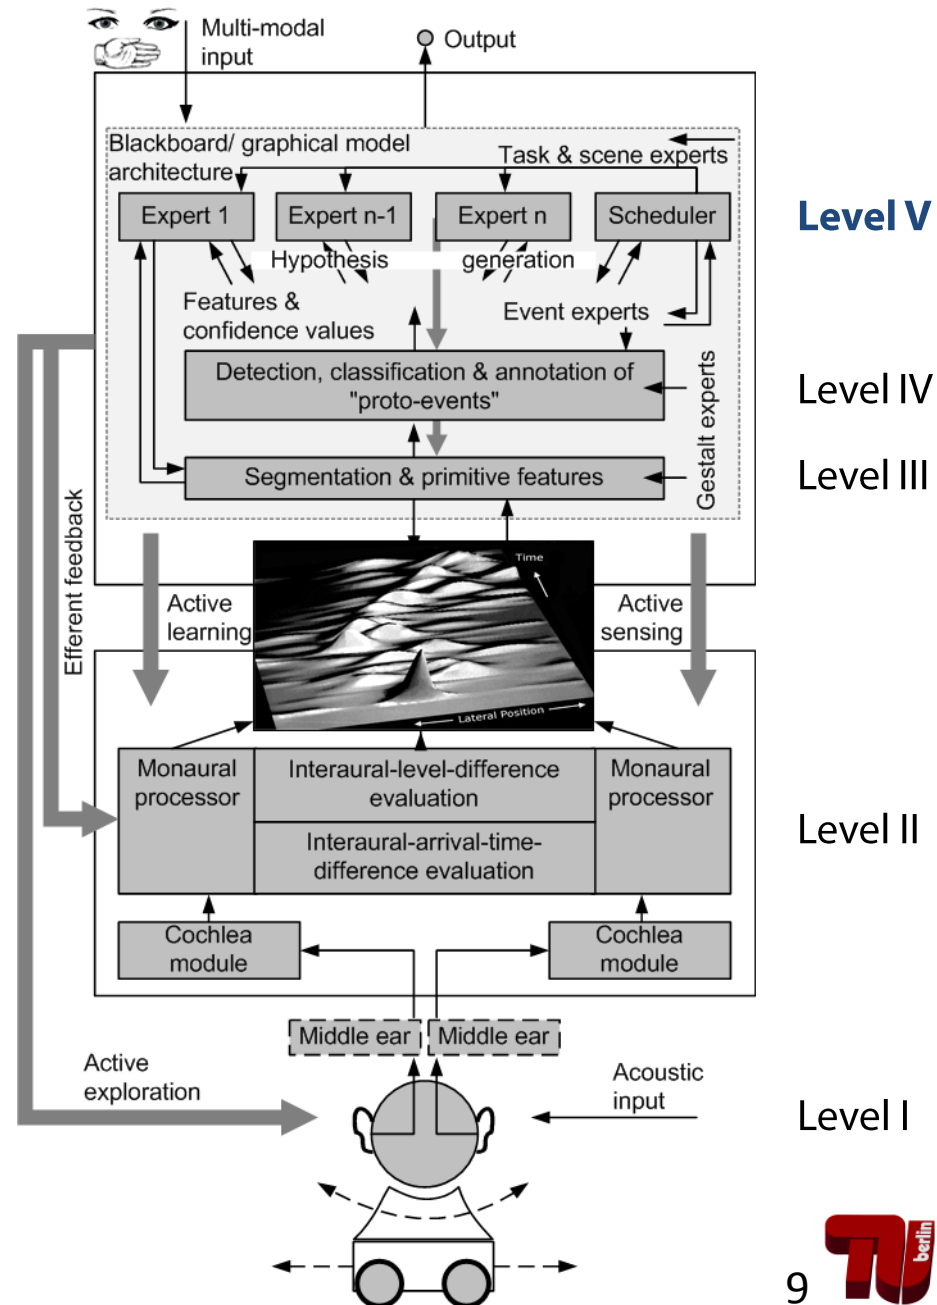 Multi-modal
input
Output
Blackboard/ graphical model
architecture
Task & scene experts
Expert 1
Expert n-1
Expert n
Scheduler
Level V
Hypothesis
generation
Features &
confidence values
Event experts
Detection, classification & annotation of
"proto-events"
Level IV
Gestalt experts
Segmentation & primitive features
Level III
Efferent feedback
Active
learning
Time
Lateral Position
Active
sensing
Monaural
processor
Interaural-level-difference
evaluation
Interaural-arrival-time-
difference evaluation
Monaural
processor
Level II
Cochlea
module
Cochlea
module
Middle ear
Middle ear
Active
exploration
Acoustic
input
Level I
9
TU
berlin